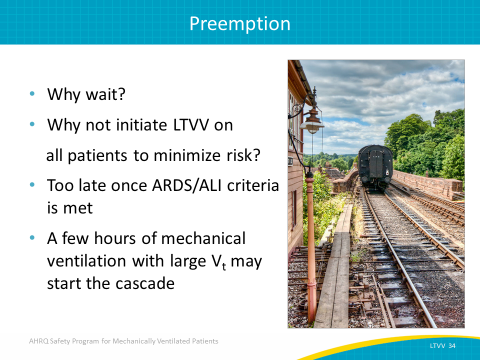 Preemption
• Why wait?
• Why not initiate LTVV on
all patients to minimize risk?
• Too late once ARDS/ALI criteria
is met
• A few hours of mechanical
ventilation with large Vt may
start the cascade
AHRQ Safety Program for Mechanically Ventilated Patients
LTVV 34